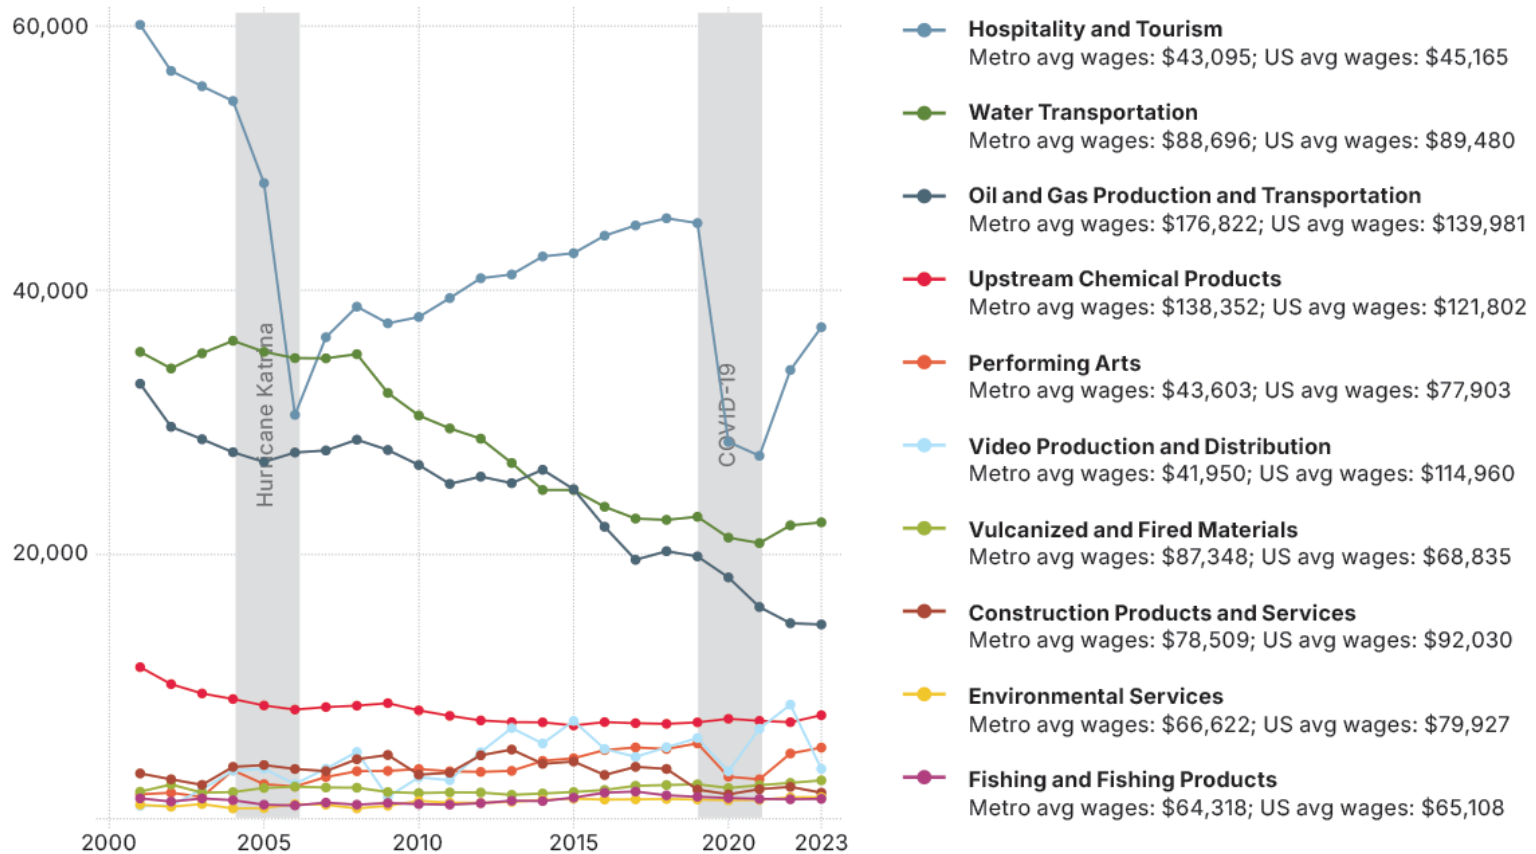 60,000
40,000
20,000
Hurricane Katrina
COVID-19
2000
2005
2010
2015
2020
2023
Hospitality and Tourism
Metro avg wages: $43,095; US avg wages: $45,165
Water Transportation
Metro avg wages: $88,696; US avg wages: $89,480
Oil and Gas Production and Transportation
Metro avg wages: $176,822; US avg wages: $139,981
Upstream Chemical Products
Metro avg wages: $138,352; US avg wages: $121,802
Performing Arts
Metro avg wages: $43,603; US avg wages: $77,903
Video Production and Distribution
Metro avg wages: $41,950; US avg wages: $114,960
Vulcanized and Fired Materials
Metro avg wages: $87,348; US avg wages: $68,835
Construction Products and Services
Metro avg wages: $78,509; US avg wages: $92,030
Environmental Services
Metro avg wages: $66,622; US avg wages: $79,927
Fishing and Fishing Products
Metro avg wages: $64,318; US avg wages: $65,108